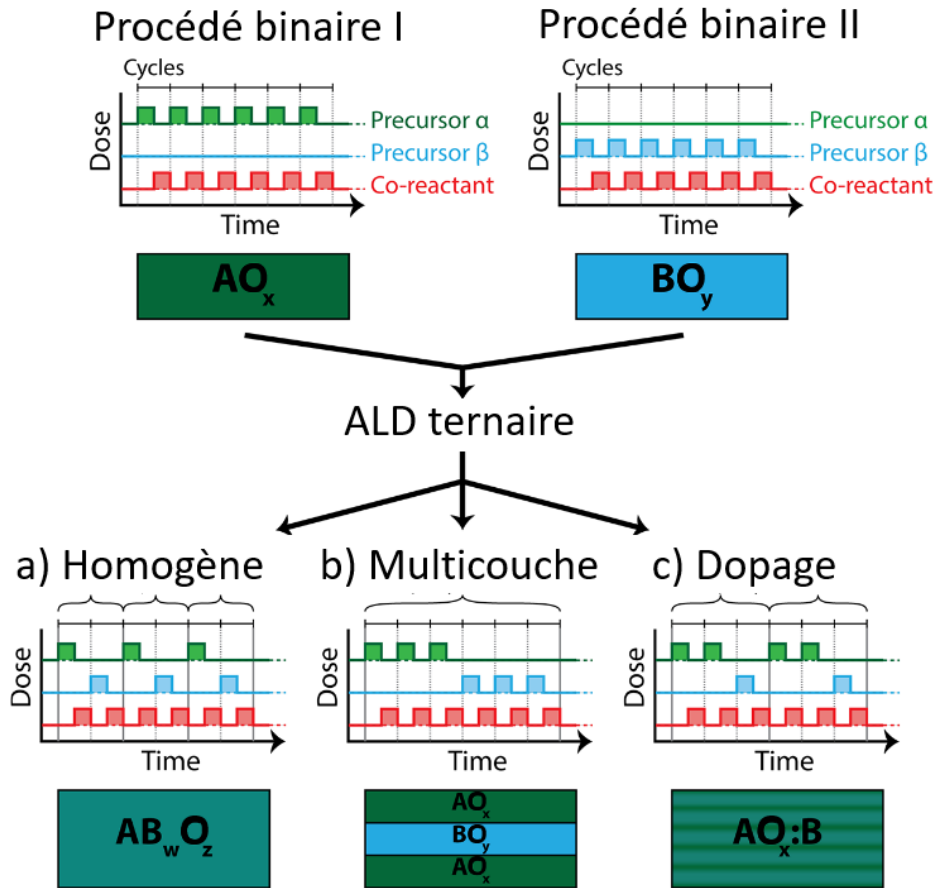 Procédé binaire I
Procédé binaire II
Cycles
Dose
Precursor α
Precursor β
Co-reactant
Time
AOx
Cycles
Dose
Precursor α
Precursor β
Co-reactant
Time
BOy
ALD ternaire
a) Homogène
Dose
Time
ABwOz
b) Multicouche
Dose
Time
AOx
BOy
AOx
c) Dopage
Dose
Time
AOx:B